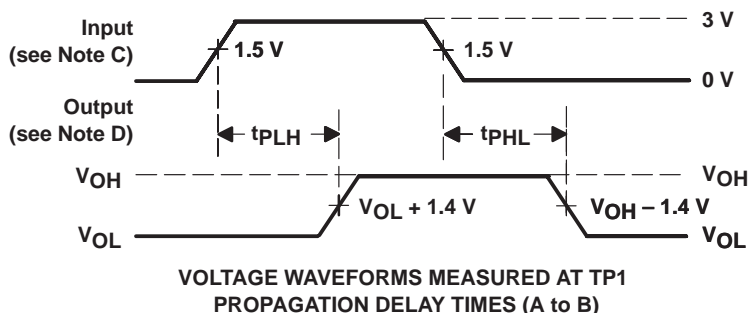 3 V
Input
(see Note C)
1.5 V
1.5 V
0 V
Output
(see Note D)
tPLH
tPHL
VOH
VOH
VOL + 1.4 V
VOH – 1.4 V
VOL
VOL
VOLTAGE WAVEFORMS MEASURED AT TP1
PROPAGATION DELAY TIMES (A to B)